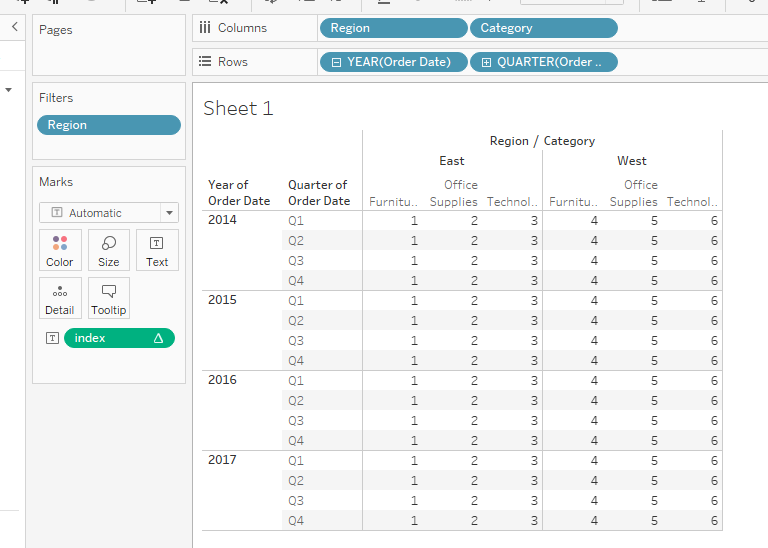 Pages
Columns
Region
Category
Rows
YEAR(Order Date)
QUARTER(Order ..
Filters
Region
Marks
Automatic
Color
Size
Text
Detail
Tooltip
index
Sheet 1
Region / Category
East
West
Year of Order Date
Quarter of Order Date
Furnitu..
Office Supplies
Technol..
Furnitu..
Office Supplies
Technol..
2014 Q1 1 2 3 4 5 6
Q2 1 2 3 4 5 6
Q3 1 2 3 4 5 6
Q4 1 2 3 4 5 6
2015 Q1 1 2 3 4 5 6
Q2 1 2 3 4 5 6
Q3 1 2 3 4 5 6
Q4 1 2 3 4 5 6
2016 Q1 1 2 3 4 5 6
Q2 1 2 3 4 5 6
Q3 1 2 3 4 5 6
Q4 1 2 3 4 5 6
2017 Q1 1 2 3 4 5 6
Q2 1 2 3 4 5 6
Q3 1 2 3 4 5 6
Q4 1 2 3 4 5 6